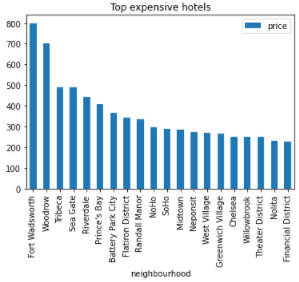 Top expensive hotels
price
800
700
600
500
400
300
200
100
0
Fort Wadsworth
Woodrow
Tribeca
Sea Gate
Riverdale
Prince's Bay
Battery Park City
Flatiron District
Randall Manor
NoHo
SoHo
Midtown
Neponsit
West Village
Greenwich Village
Chelsea
Willowbrook
Theater District
Nolita
Financial District
neighbourhood